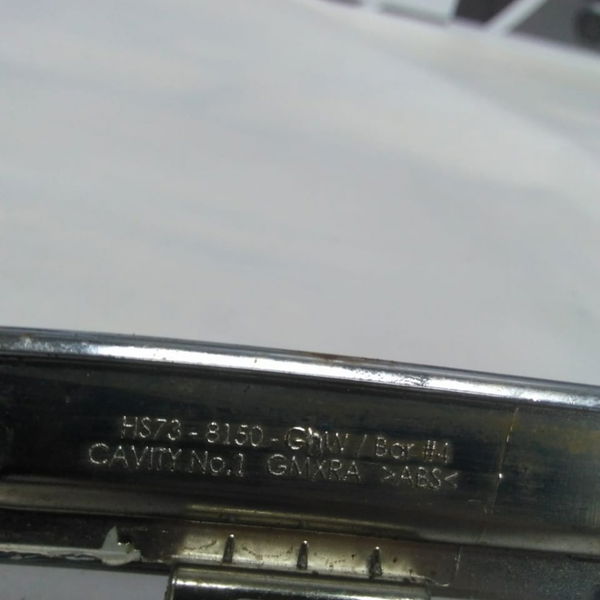 HS73 - 8150 - GhW / Bar #4
CAVITY No.1 GMXRA >ABS<